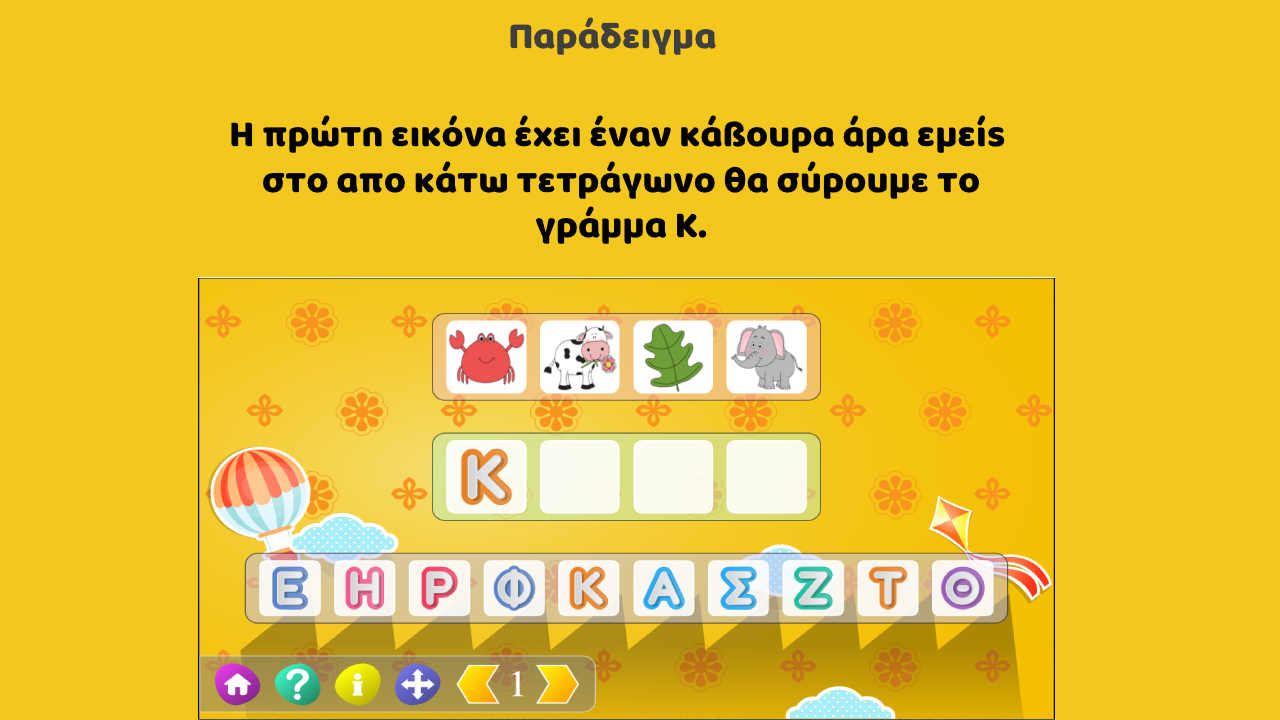 Παράδειγμα
Η πρώτη εικόνα έχει έναν κάβουρα άρα εμείς
στο απο κάτω τετράγωνο θα σύρουμε το
γράμμα Κ.
Κ
Ε Η Ρ Φ Κ Α Σ Ζ Τ Θ
? i 1